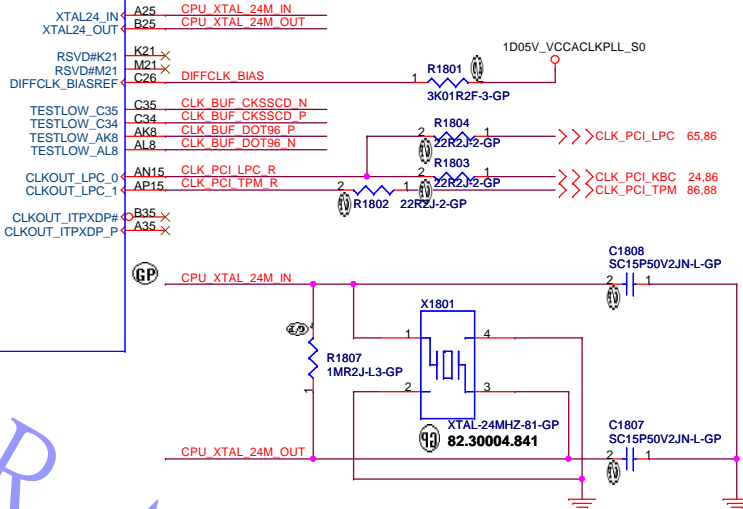 XTAL24_IN A25 CPU_XTAL_24M_IN
XTAL24_OUT B25 CPU_XTAL_24M_OUT
1D05V_VCCACLKPLL_S0
RSVD#K21 K21
RSVD#M21 M21
R1801
DIFFCLK_BIASREF C26 DIFFCLK_BIAS 1
3K01R2F-3-GP
TESTLOW_C35 C35 CLK_BUF_CKSSCD_N
TESTLOW_C34 C34 CLK_BUF_CKSSCD_P
R1804
TESTLOW_AK8 AK8 CLK_BUF_DOT96_P
2 1 CLK_PCI_LPC 65,86
22R2J-2-GP
TESTLOW_AL8 AL8 CLK_BUF_DOT96_N
R1803
CLKOUT_LPC_0 AN15 CLK_PCI_LPC_R 2 1 CLK_PCI_KBC 24,86
22R2J-2-GP
CLKOUT_LPC_1 AP15 CLK_PCI_TPM_R 2 1 CLK_PCI_TPM 86,88
R1802 22R2J-2-GP
CLKOUT_ITPXDP# B35
CLKOUT_ITPXDP_P A35
C1808
SC15P50V2JN-L-GP
GP CPU_XTAL_24M_IN 2 1
X1801
1 4
R1807
1MR2J-L3-GP
1 2 3
XTAL-24MHZ-81-GP
82.30004.841
C1807
SC15P50V2JN-L-GP
CPU_XTAL_24M_OUT 2 1
R